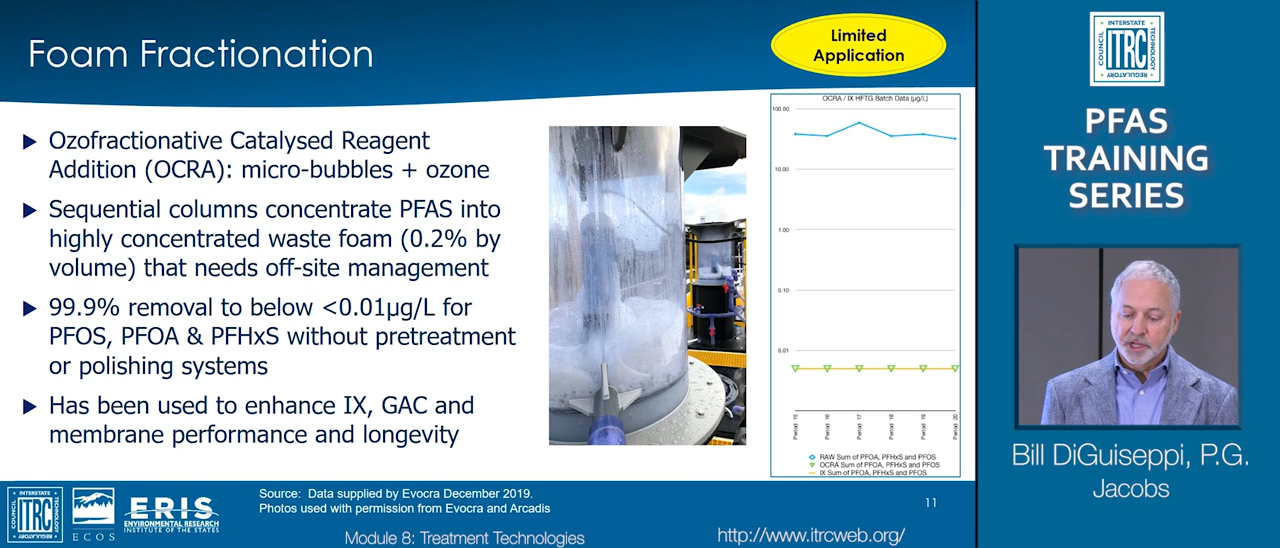 Foam Fractionation
Limited
Application
▶ Ozofractionative Catalysed Reagent
Addition (OCRA): micro-bubbles + ozone
▶ Sequential columns concentrate PFAS into
highly concentrated waste foam (0.2% by
volume) that needs off-site management
▶ 99.9% removal to below <0.01µg/L for
PFOS, PFOA & PFHxS without pretreatment
or polishing systems
▶ Has been used to enhance IX, GAC and
membrane performance and longevity
OCRA / IX HFTG Batch Data (µg/L)
100.00
10.00
1.00
0.10
0.01
Period 15
Period 16
Period 17
Period 18
Period 19
Period 20
RAW Sum of PFOA, PFHxS and PFOS
OCRA Sum of PFOA, PFHxS and PFOS
IX Sum of PFOA, PFHxS and PFOS
INTERSTATE
COUNCIL
ITRC
TECHNOLOGY
REGULATORY
PFAS
TRAINING
SERIES
Bill DiGuiseppi, P.G.
Jacobs
INTERSTATE
COUNCIL
ITRC
TECHNOLOGY
REGULATORY
ECOS
ERIS
ENVIRONMENTAL RESEARCH
INSTITUTE OF THE STATES
Source: Data supplied by Evocra December 2019.
Photos used with permission from Evocra and Arcadis
11
Module 8: Treatment Technologies
http://www.itrcweb.org/